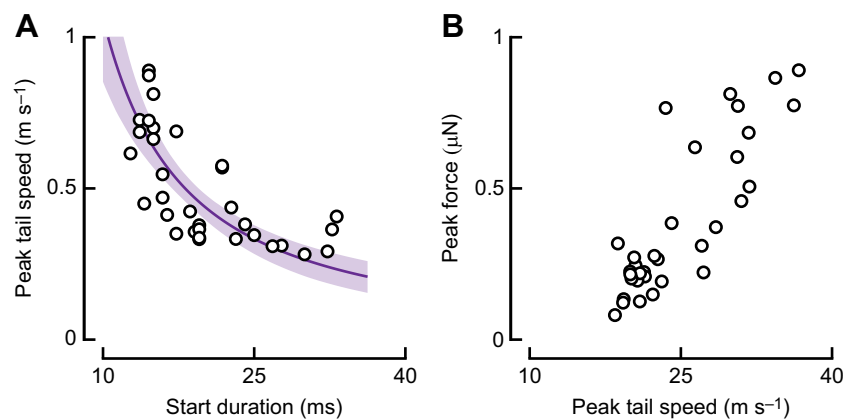 A
B
1
0.5
0
Peak tail speed (m s⁻¹)
10
25
40
Start duration (ms)
1
0.5
0
Peak force (µN)
10
25
40
Peak tail speed (m s⁻¹)